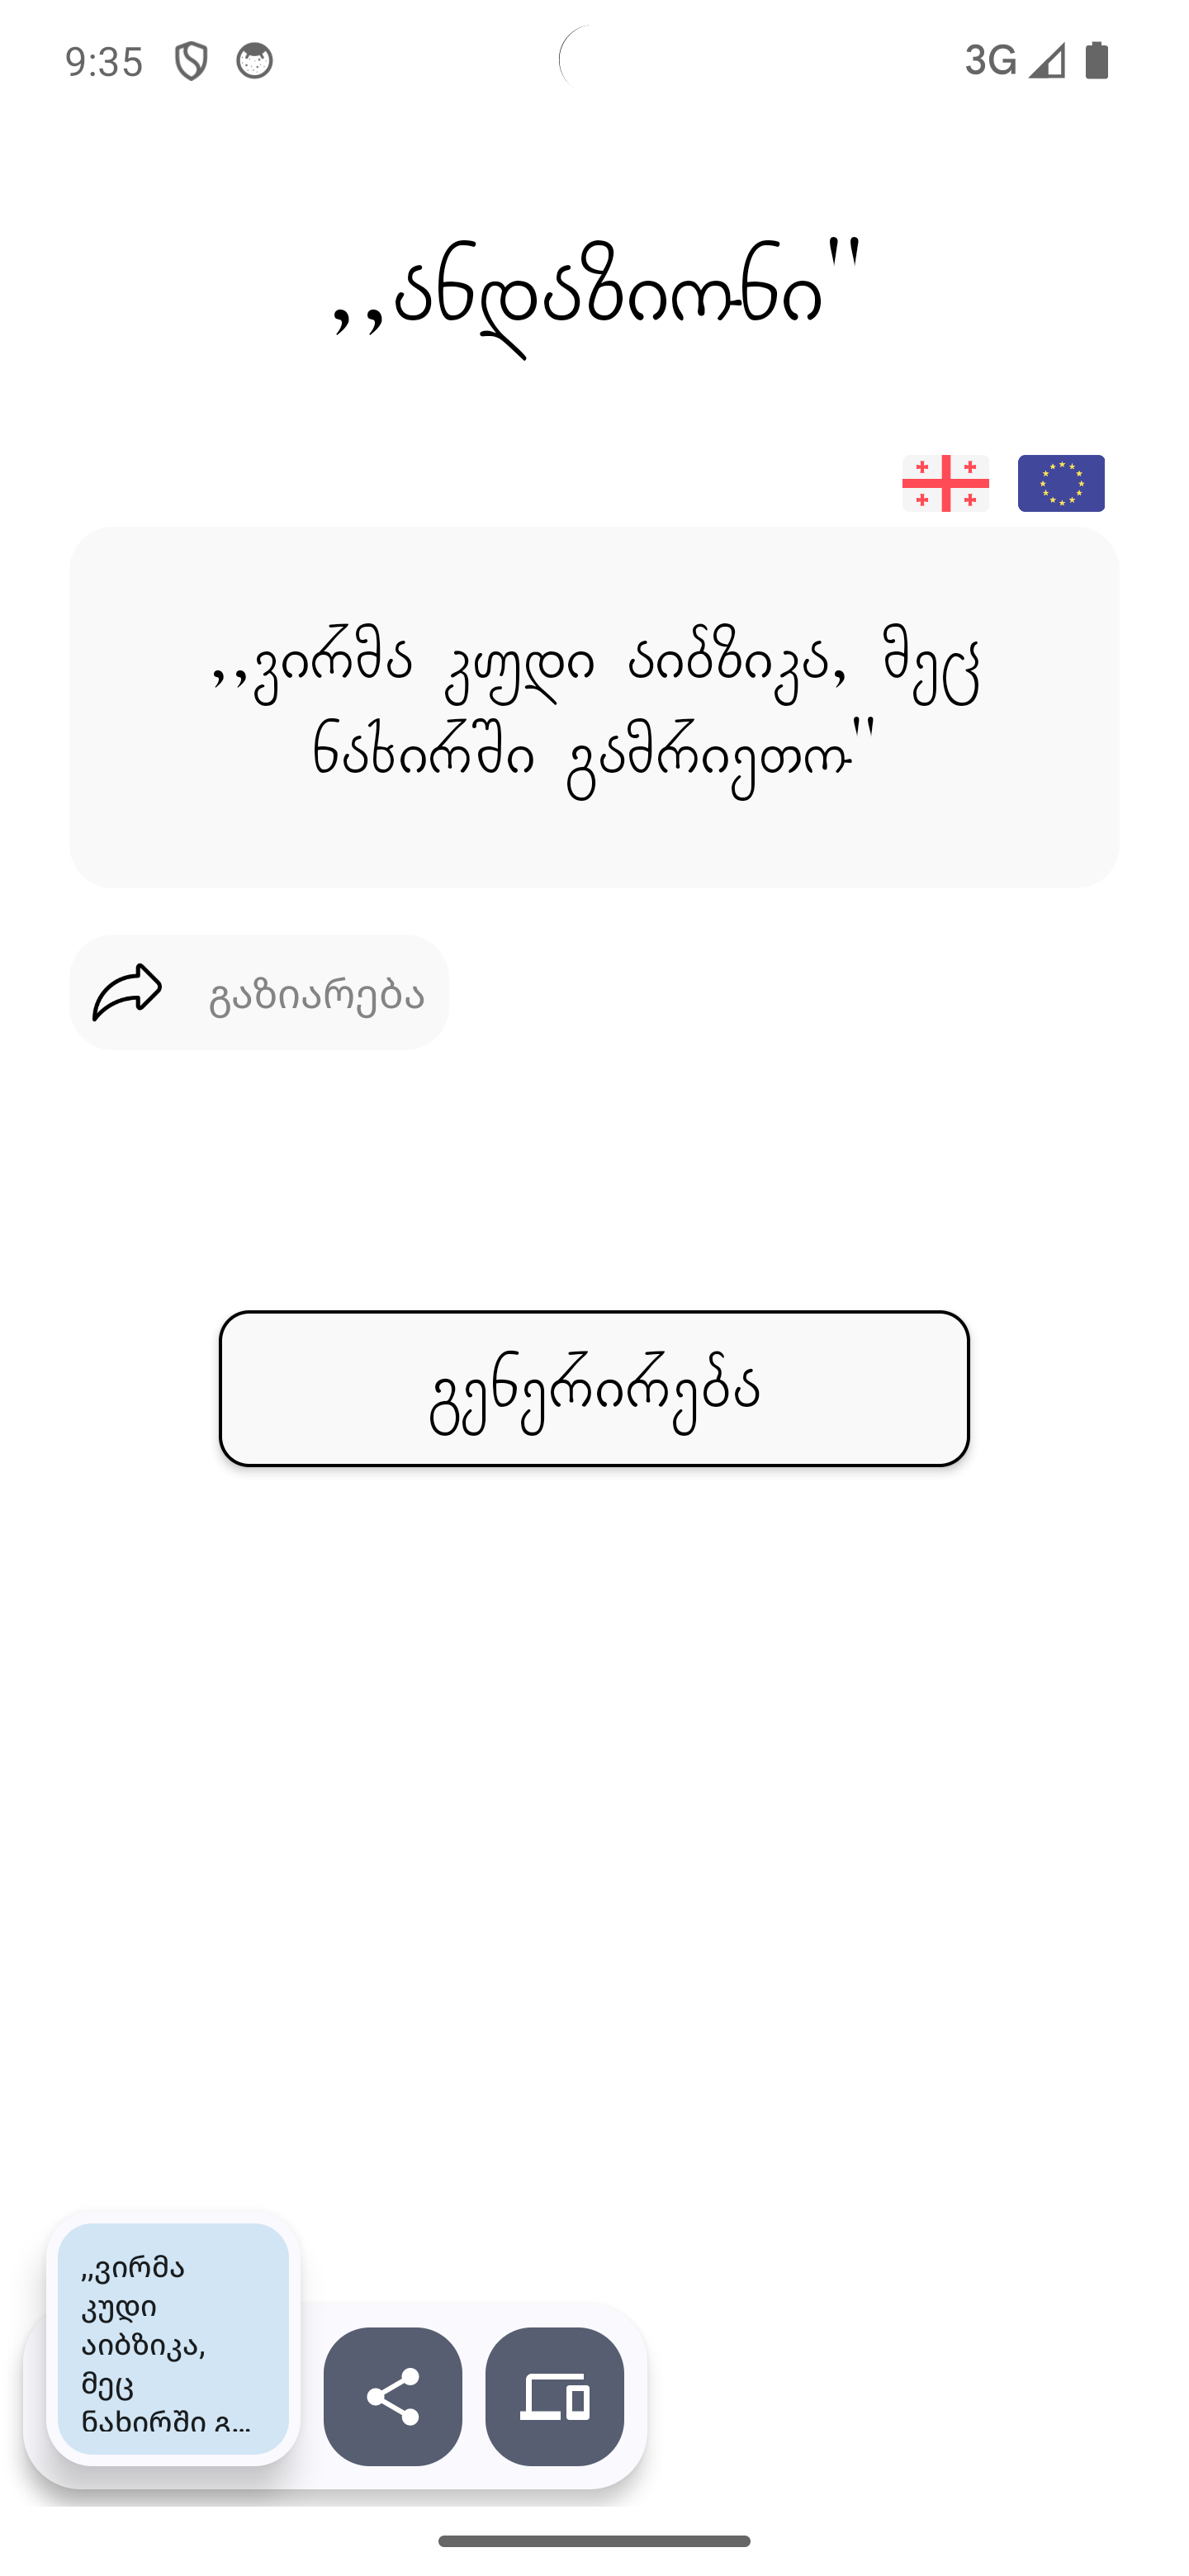 9:35
3G
,,ანდაზიონი"
,,ვირმა კუდი აიბზიკა, მეც
ნახირში გამრიეთო"
გაზიარება
გენერირება
,,ვირმა
კუდი
აიბზიკა,
მეც
ნახირში გ...